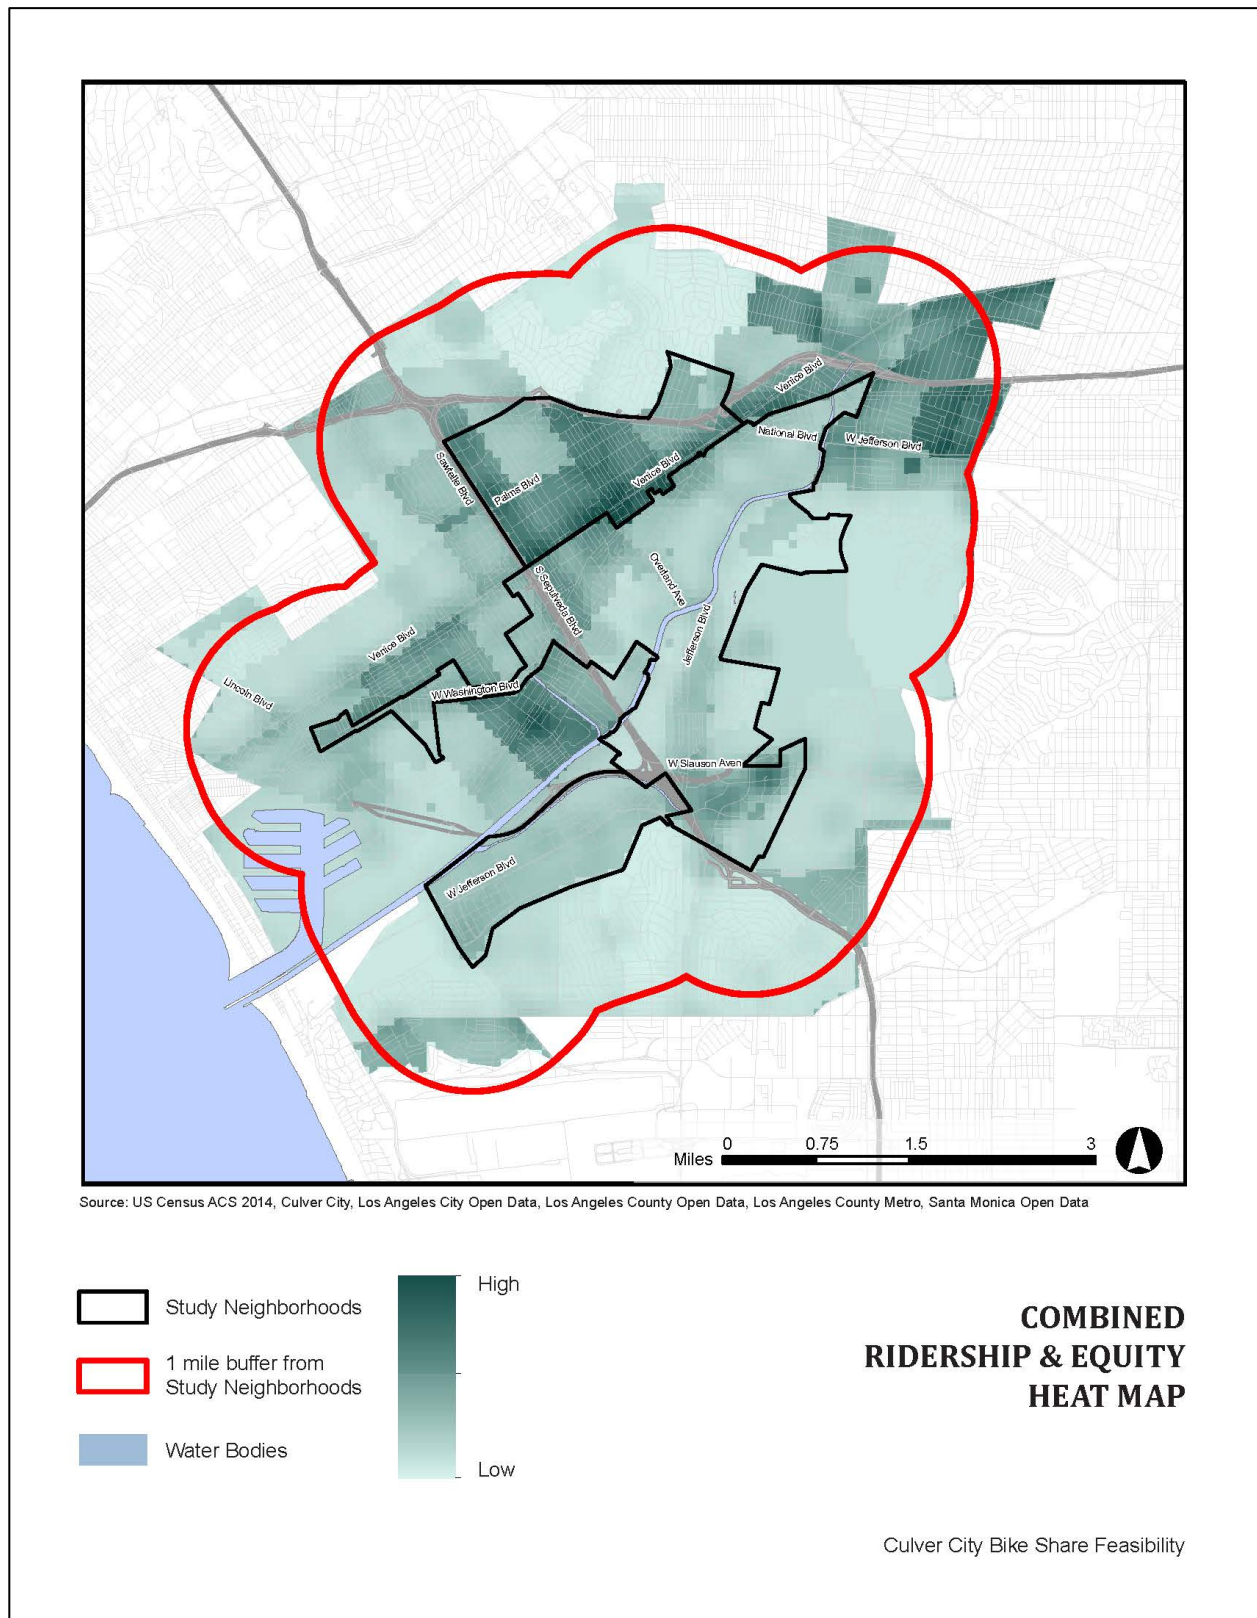 Venice Blvd
National Blvd
W Jefferson Blvd
Sawtelle Blvd
Palms Blvd
Venice Blvd
Overland Ave
S Sepulveda Blvd
Jefferson Blvd
Venice Blvd
W Washington Blvd
Lincoln Blvd
W Slauson Aven
W Jefferson Blvd
0 0.75 1.5 3
Miles
Source: US Census ACS 2014, Culver City, Los Angeles City Open Data, Los Angeles County Open Data, Los Angeles County Metro, Santa Monica Open Data
Study Neighborhoods
1 mile buffer from
Study Neighborhoods
Water Bodies
High
Low
COMBINED
RIDERSHIP & EQUITY
HEAT MAP
Culver City Bike Share Feasibility